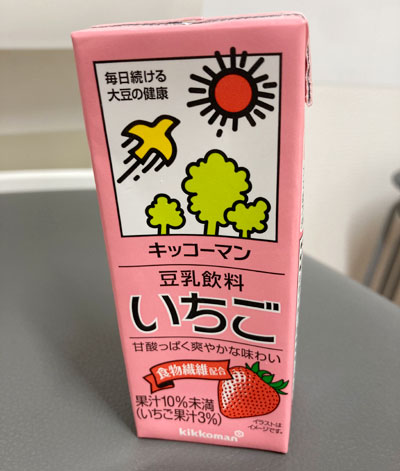 毎日続ける
大豆の健康
キッコーマン
豆乳飲料
いちご
甘酸っぱく爽やかな味わい
食物繊維配合
果汁10%未満
(いちご果汁3%)
イラストは
イメージです。
kikkoman®